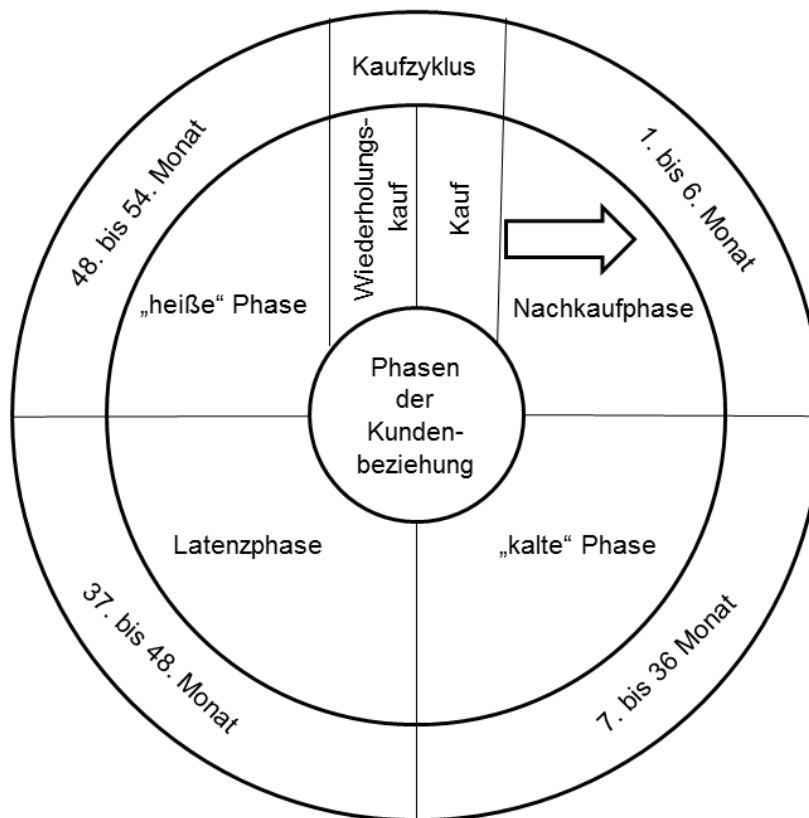 Kaufzyklus
Wiederholungs-
kauf
Kauf
1. bis 6. Monat
Nachkaufphase
„kalte“ Phase
7. bis 36 Monat
Latenzphase
37. bis 48. Monat
„heiße“ Phase
48. bis 54. Monat
Phasen
der
Kunden-
beziehung